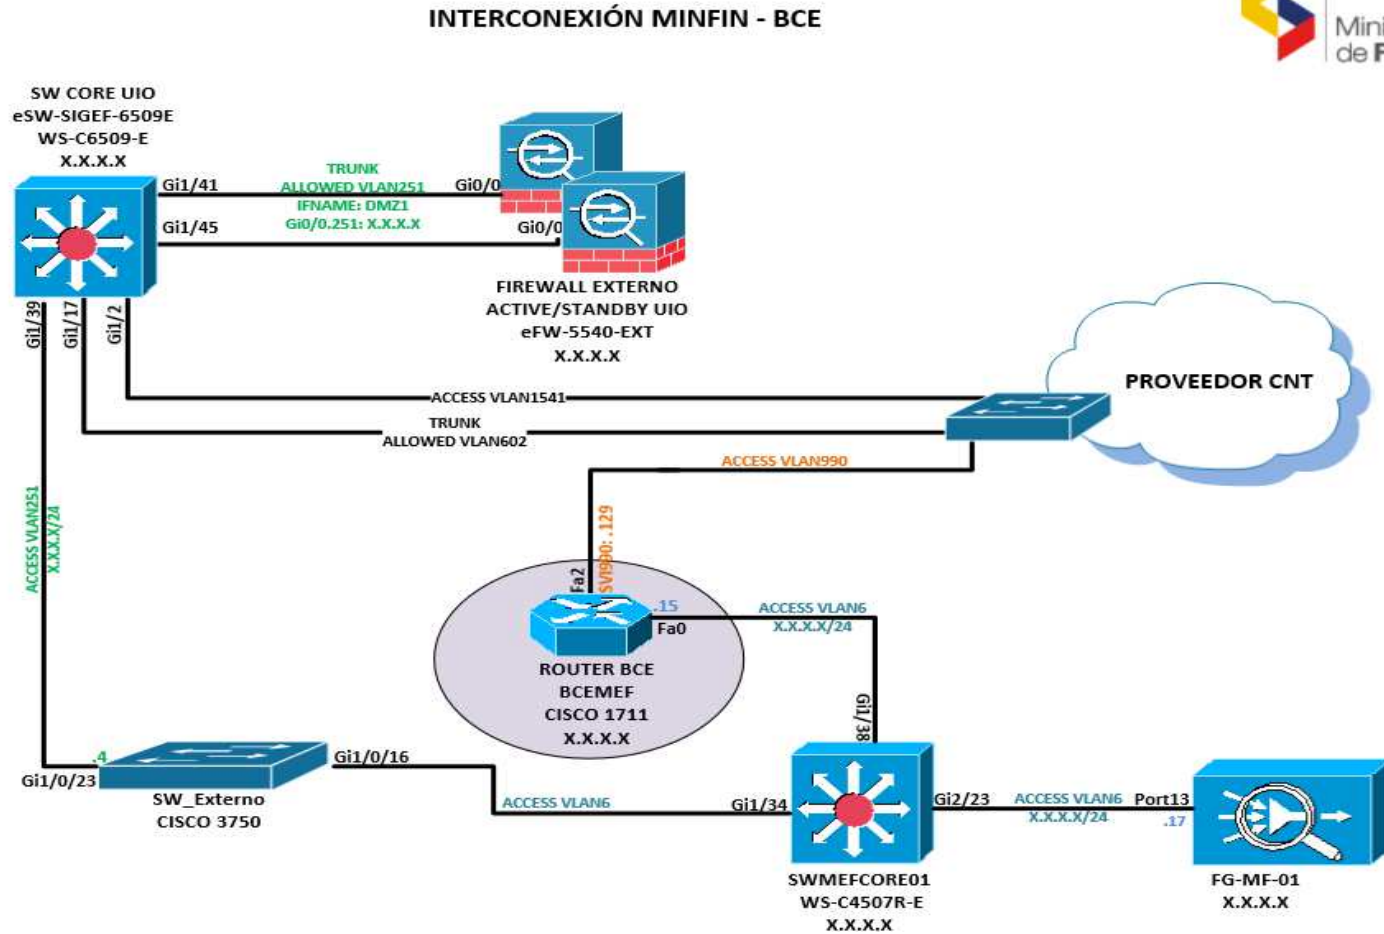 INTERCONEXIÓN MINFIN - BCE
Mini
de F
SW CORE UIO
eSW-SIGEF-6509E
WS-C6509-E
X.X.X.X
Gi1/41
TRUNK
ALLOWED VLAN251
IFNAME: DMZ1
Gi0/0.251: X.X.X.X
Gi0/0
Gi1/45
Gi0/0
FIREWALL EXTERNO
ACTIVE/STANDBY UIO
eFW-5540-EXT
X.X.X.X
Gi1/39
Gi1/17
Gi1/2
PROVEEDOR CNT
ACCESS VLAN1541
TRUNK
ALLOWED VLAN602
ACCESS VLAN990
ACCESS VLAN251
X.X.X.X/24
SVI990: .129
Fa2
.15
Fa0
ACCESS VLAN6
X.X.X.X/24
ROUTER BCE
BCEMEF
CISCO 1711
X.X.X.X
Gi1/38
.4
Gi1/0/23
Gi1/0/16
SW_Externo
CISCO 3750
ACCESS VLAN6
Gi1/34
Gi2/23
ACCESS VLAN6
X.X.X.X/24
Port13
.17
SWMEFCORE01
WS-C4507R-E
X.X.X.X
FG-MF-01
X.X.X.X